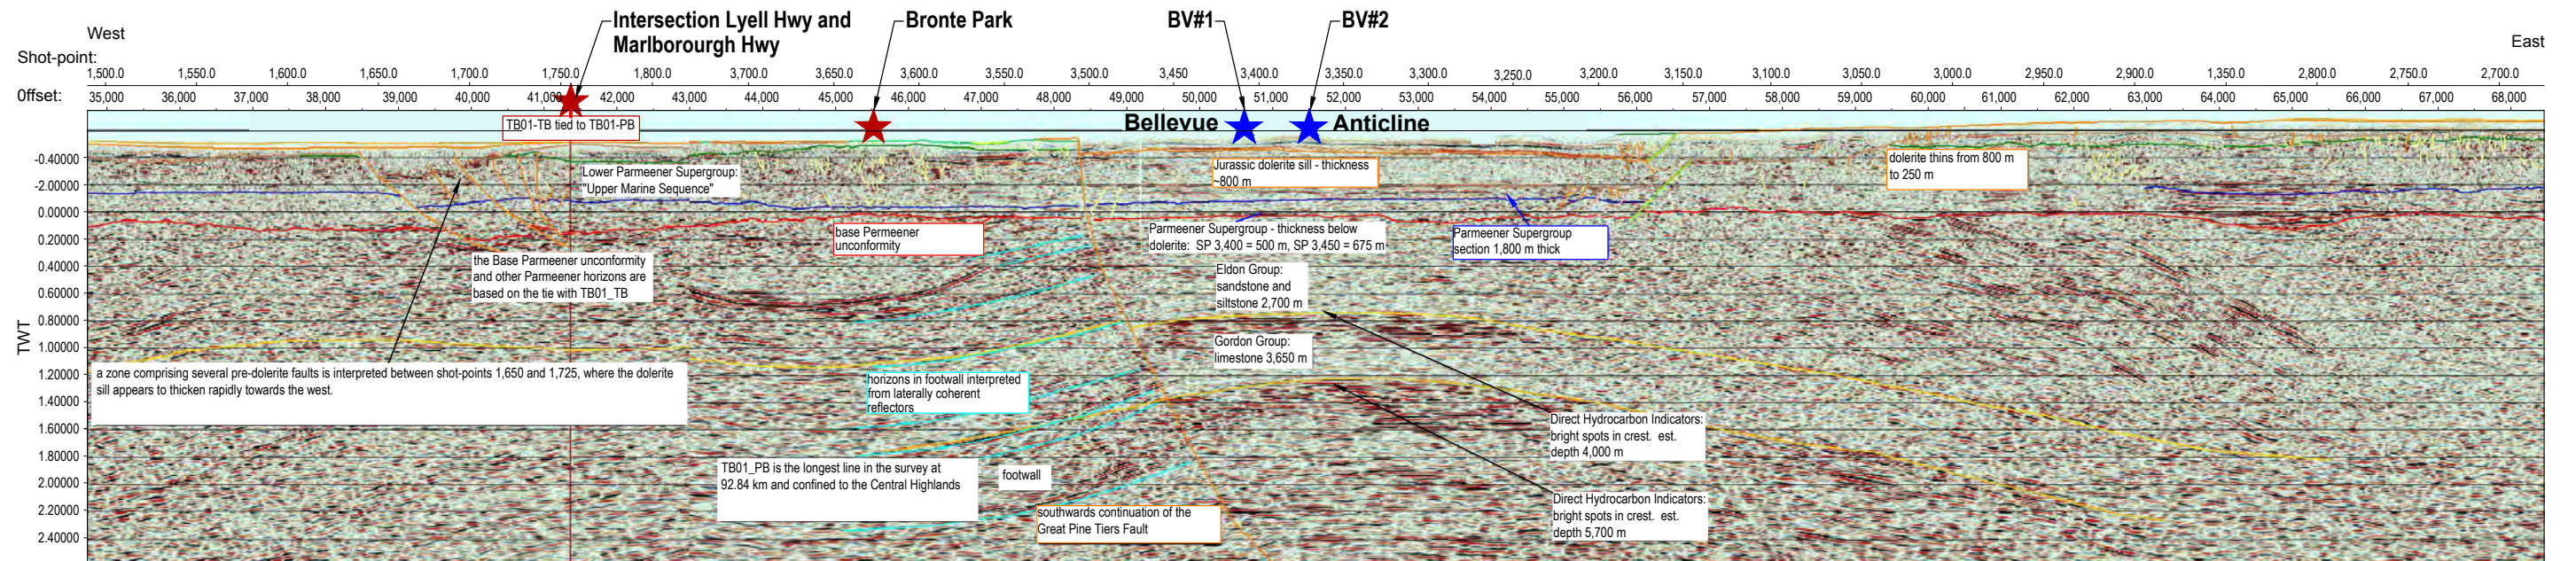 Intersection Lyell Hwy and
Marlborourgh Hwy
Bronte Park
BV#1
BV#2
West
East
Shot-point:
1,500.0 1,550.0 1,600.0 1,650.0 1,700.0 1,750.0 1,800.0 3,700.0 3,650.0 3,600.0 3,550.0 3,500.0 3,450.0 3,400.0 3,350.0 3,300.0 3,250.0 3,200.0 3,150.0 3,100.0 3,050.0 3,000.0 2,950.0 2,900.0 1,350.0 2,800.0 2,750.0 2,700.0
Offset:
35,000 36,000 37,000 38,000 39,000 40,000 41,000 42,000 43,000 44,000 45,000 46,000 47,000 48,000 49,000 50,000 51,000 52,000 53,000 54,000 55,000 56,000 57,000 58,000 59,000 60,000 61,000 62,000 63,000 64,000 65,000 66,000 67,000 68,000
TB01-TB tied to TB01-PB
Bellevue Anticline
-0.40000
-2.00000
0.00000
0.20000
0.40000
0.60000
0.80000
1.00000
1.20000
1.40000
1.60000
1.80000
2.00000
2.20000
2.40000
TWT
Lower Parmeener Supergroup:
"Upper Marine Sequence"
Jurassic dolerite sill - thickness
~800 m
dolerite thins from 800 m
to 250 m
base Permeener
unconformity
Parmeener Supergroup - thickness below
dolerite: SP 3,400 = 500 m, SP 3,450 = 675 m
Parmeener Supergroup
section 1,800 m thick
the Base Parmeener unconformity
and other Parmeener horizons are
based on the tie with TB01_TB
Eldon Group:
sandstone and
siltstone 2,700 m
Gordon Group:
limestone 3,650 m
a zone comprising several pre-dolerite faults is interpreted between shot-points 1,650 and 1,725, where the dolerite
sill appears to thicken rapidly towards the west.
horizons in footwall interpreted
from laterally coherent
reflectors
Direct Hydrocarbon Indicators:
bright spots in crest. est.
depth 4,000 m
TB01_PB is the longest line in the survey at
92.84 km and confined to the Central Highlands
footwall
southwards continuation of the
Great Pine Tiers Fault
Direct Hydrocarbon Indicators:
bright spots in crest. est.
depth 5,700 m